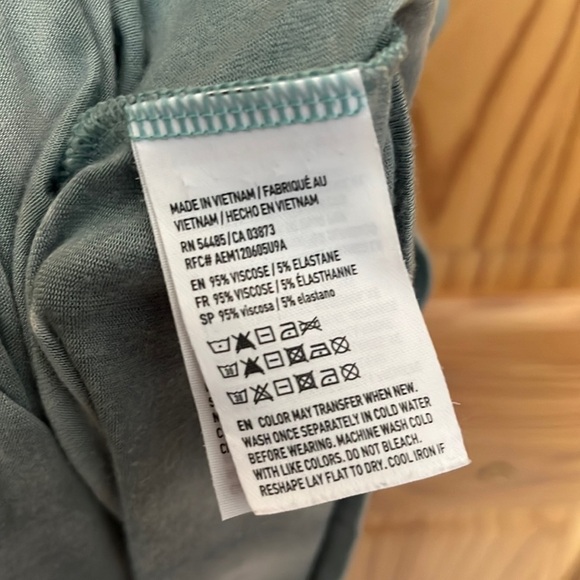 MADE IN VIETNAM / FABRIQUÉ AU
VIETNAM / HECHO EN VIETNAM
RN 54485 / CA 03873
RFC# AEM120605U9A
EN 95% VISCOSE / 5% ELASTANE
FR 95% VISCOSE / 5% ÉLASTHANNE
SP 95% viscosa / 5% elastano
EN COLOR MAY TRANSFER WHEN NEW.
WASH ONCE SEPARATELY IN COLD WATER
BEFORE WEARING. MACHINE WASH COLD
WITH LIKE COLORS. DO NOT BLEACH.
RESHAPE LAY FLAT TO DRY. COOL IRON IF